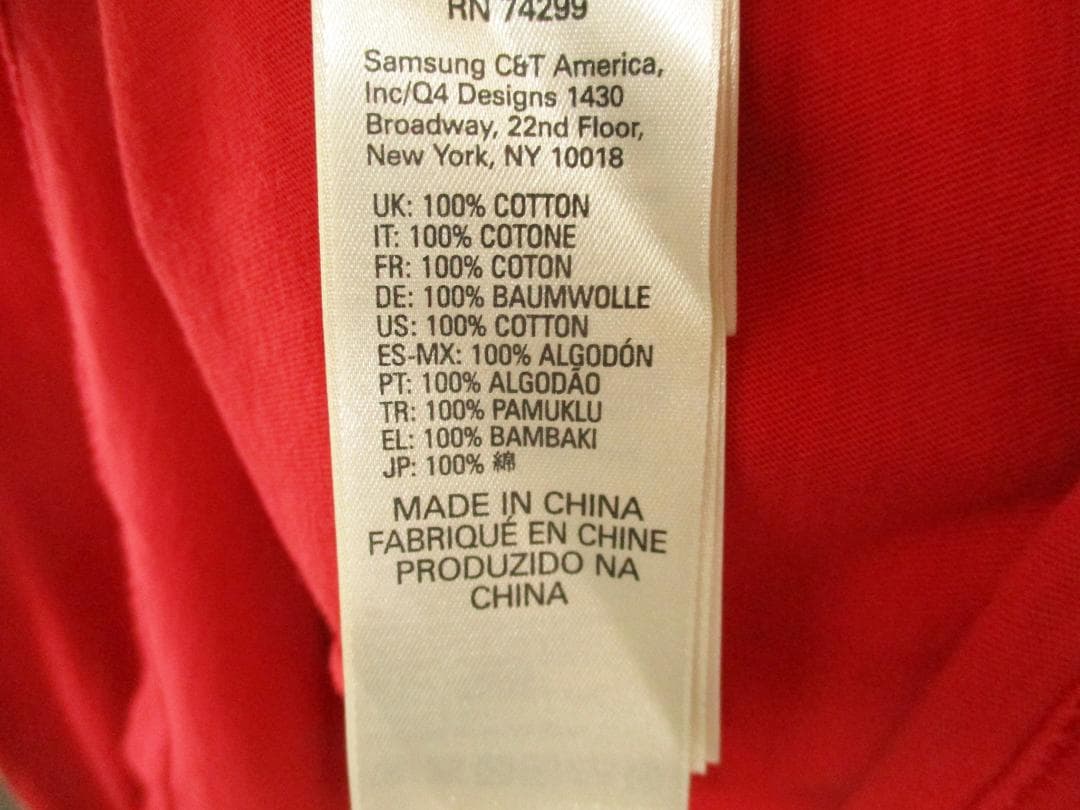 RN 74299
Samsung C&T America,
Inc/Q4 Designs 1430
Broadway, 22nd Floor,
New York, NY 10018
UK: 100% COTTON
IT: 100% COTONE
FR: 100% COTON
DE: 100% BAUMWOLLE
US: 100% COTTON
ES-MX: 100% ALGODÓN
PT: 100% ALGODÃO
TR: 100% PAMUKLU
EL: 100% BAMBAKI
JP: 100% 綿
MADE IN CHINA
FABRIQUÉ EN CHINE
PRODUZIDO NA
CHINA